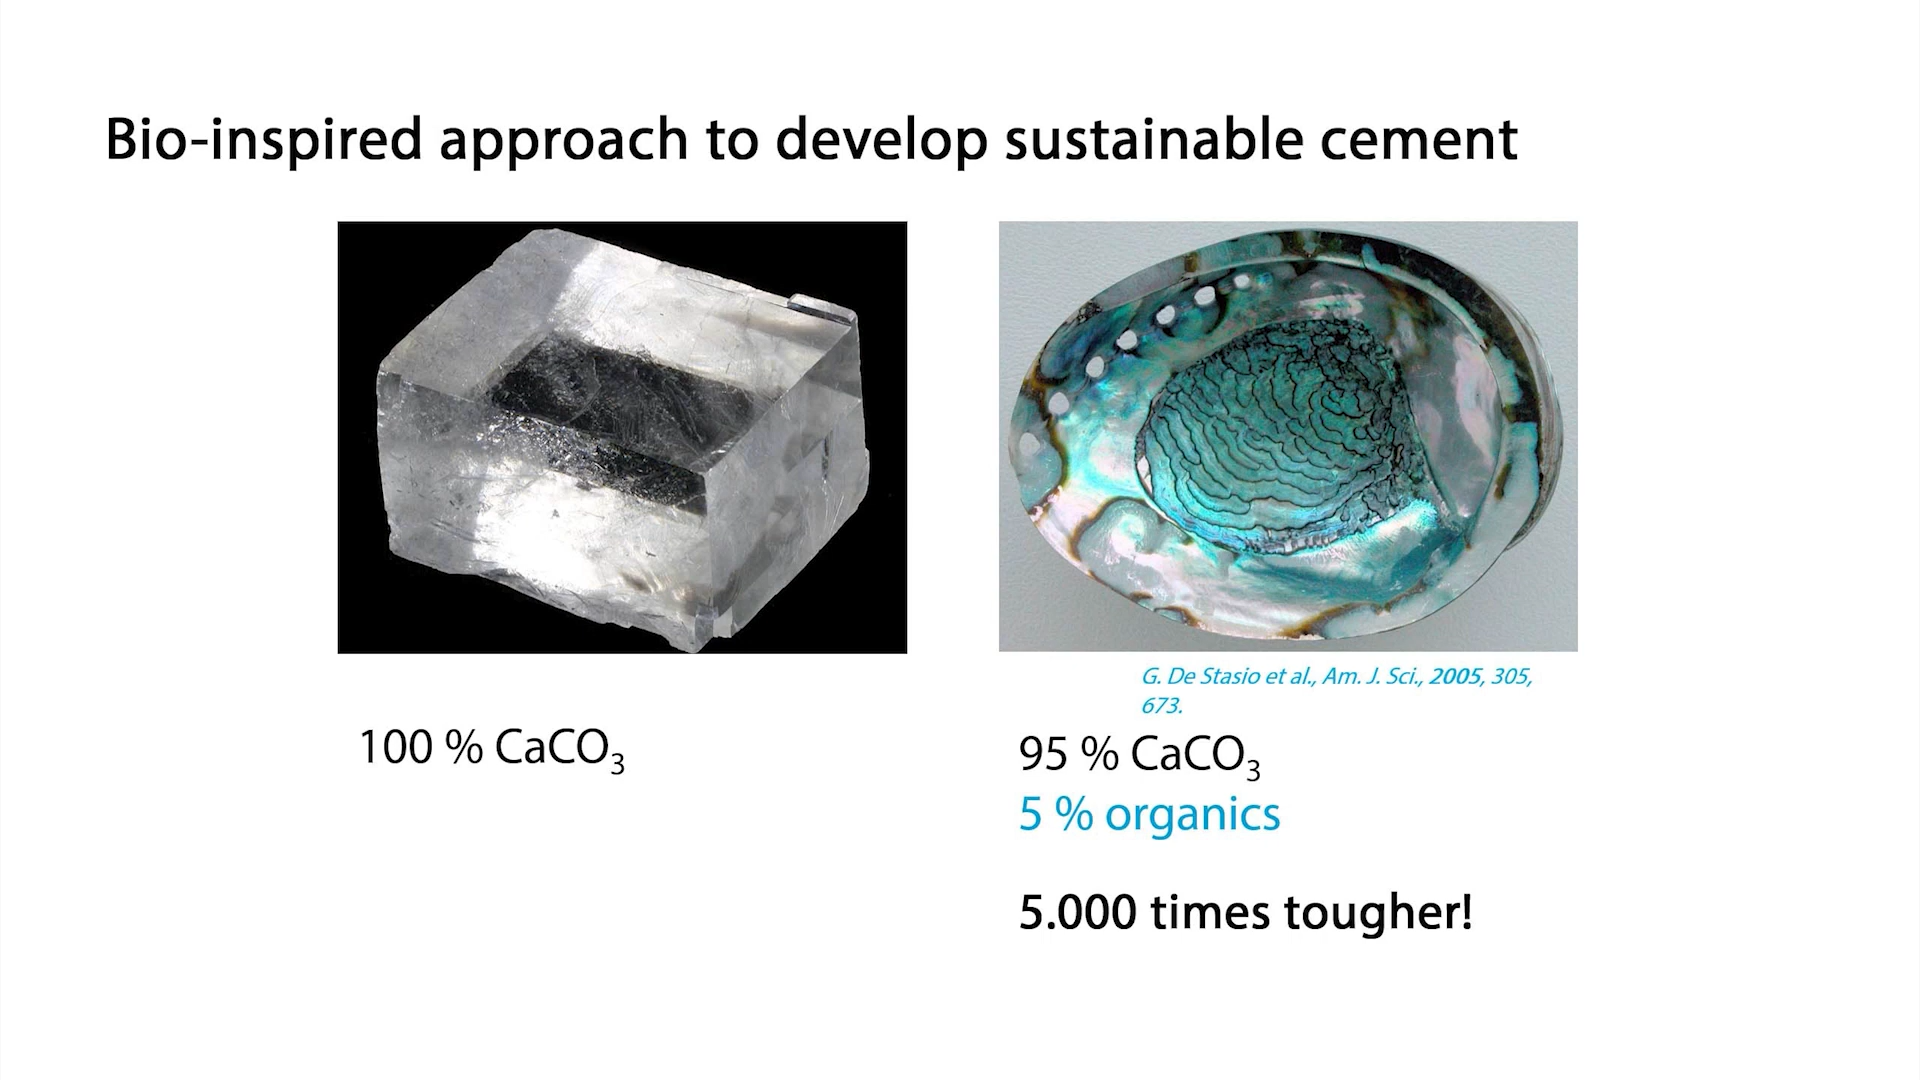 Bio-inspired approach to develop sustainable cement
G. De Stasio et al., Am. J. Sci., 2005, 305,
673.
100 % CaCO₃
95 % CaCO₃
5 % organics
5.000 times tougher!